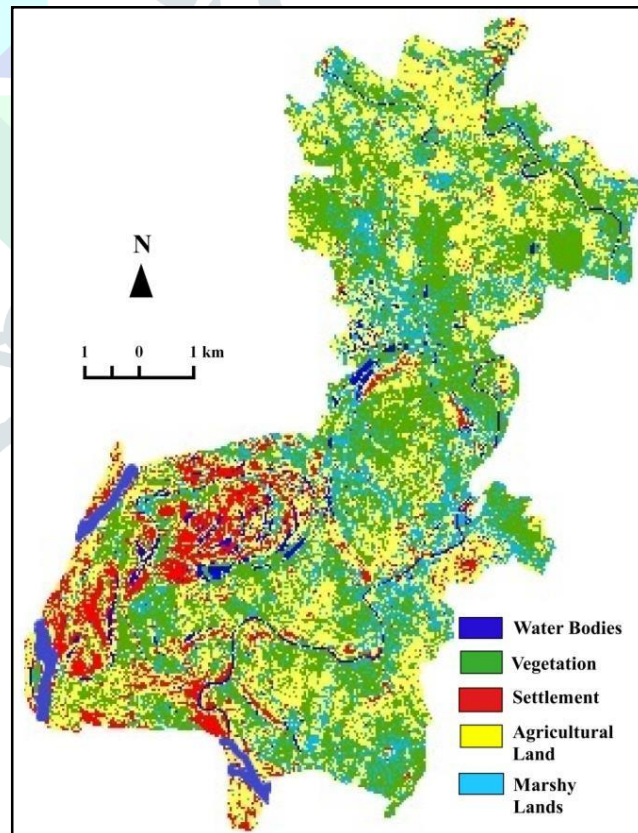 N
1 0 1 km
Water Bodies
Vegetation
Settlement
Agricultural
Land
Marshy
Lands